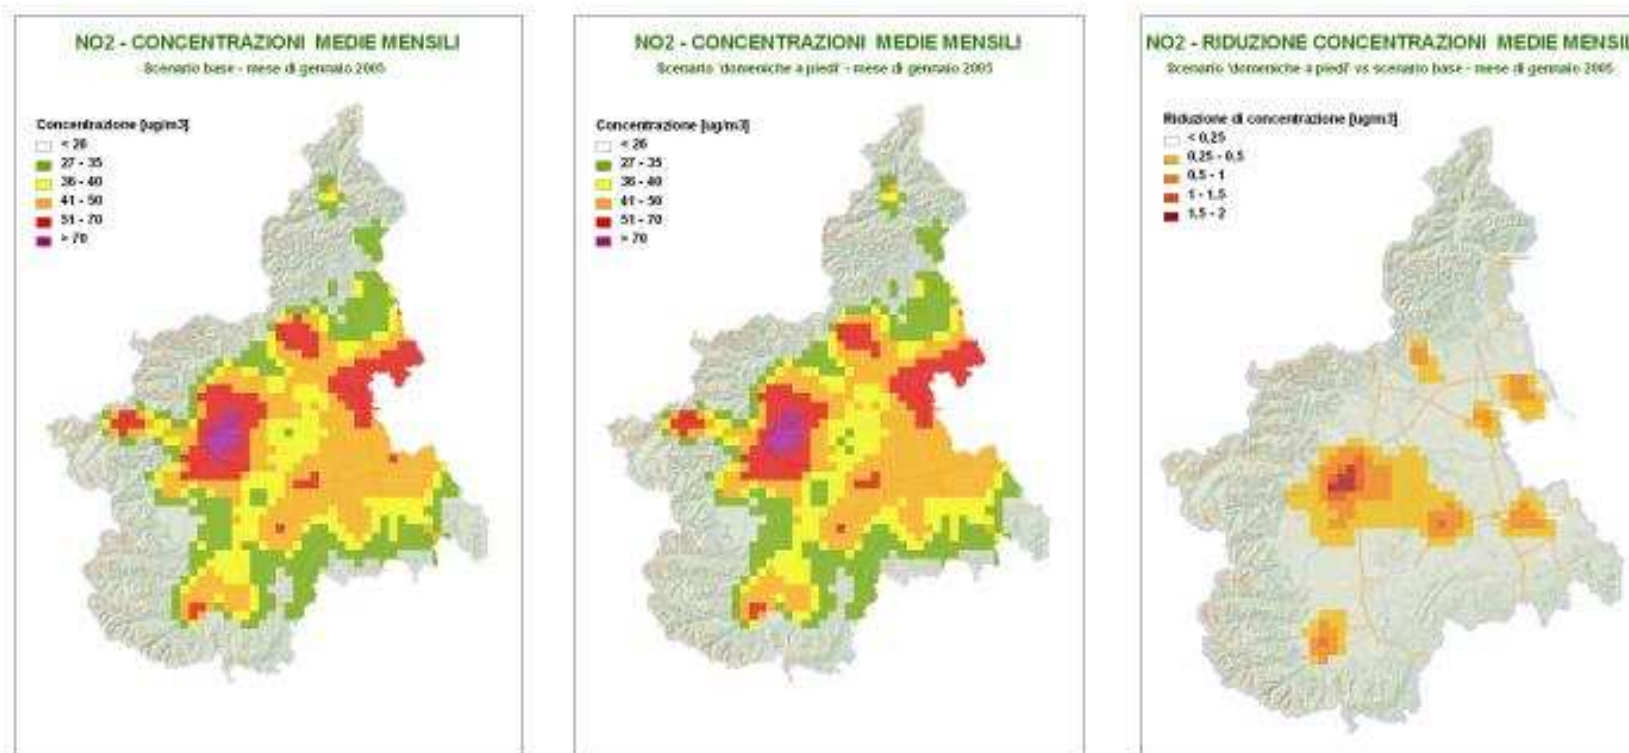 NO2 - CONCENTRAZIONI MEDIE MENSILI
Scenario base - mese di gennaio 2005
Concentrazione [ug/m3]
< 26
27 - 35
36 - 40
41 - 50
51 - 70
> 70
NO2 - CONCENTRAZIONI MEDIE MENSILI
Scenario 'domeniche a piedi' - mese di gennaio 2005
Concentrazione [ug/m3]
< 26
27 - 35
36 - 40
41 - 50
51 - 70
> 70
NO2 - RIDUZIONE CONCENTRAZIONI MEDIE MENSIL
Scenario 'domeniche a piedi' vs scenario base - mese di gennaio 2005
Riduzione di concentrazione [ug/m3]
< 0,25
0,25 - 0,5
0,5 - 1
1 - 1,5
1,5 - 2